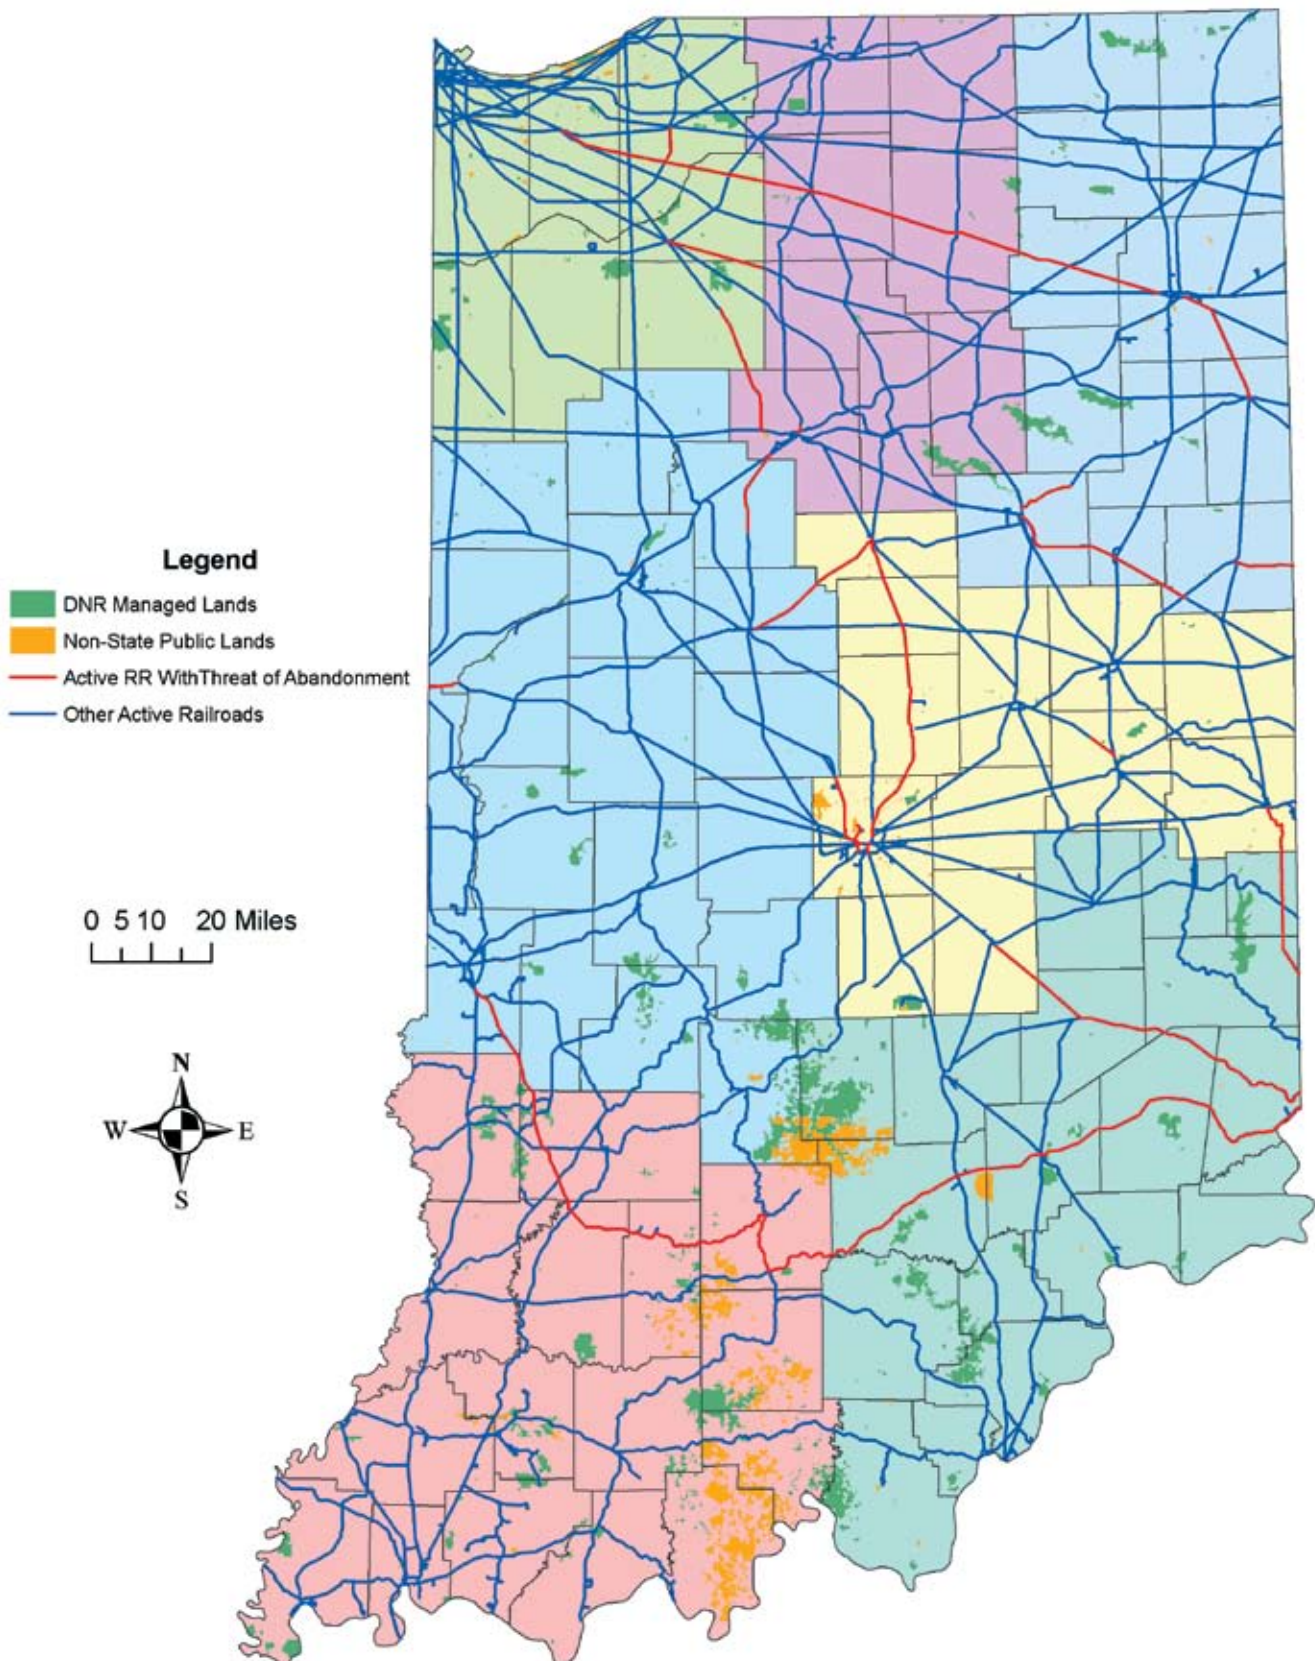 Legend
DNR Managed Lands
Non-State Public Lands
Active RR WithThreat of Abandonment
Other Active Railroads
0 5 10 20 Miles
N
W E
S